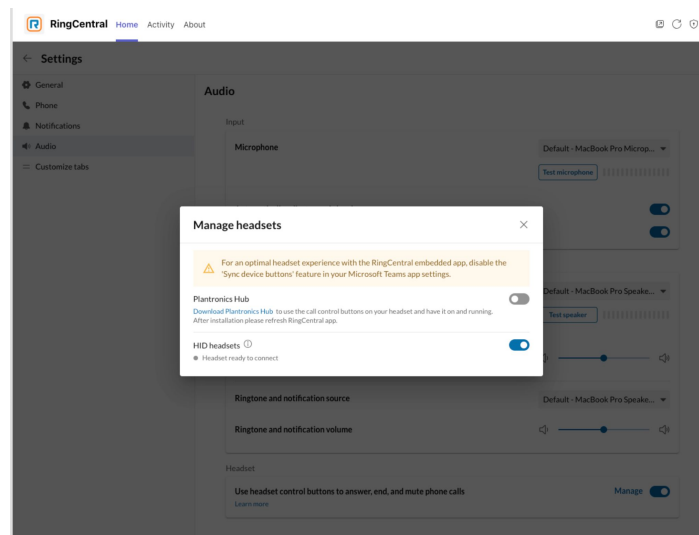 RingCentral Home Activity About
Settings
General
Phone
Notifications
Audio
Customize tabs
Audio
Input
Microphone
Default - MacBook Pro Microp...
Test microphone
Manage headsets
For an optimal headset experience with the RingCentral embedded app, disable the
'Sync device buttons' feature in your Microsoft Teams app settings.
Plantronics Hub
Download Plantronics Hub to use the call control buttons on your headset and have it on and running.
After installation please refresh RingCentral app.
HID headsets
Headset ready to connect
Default - MacBook Pro Speake...
Test speaker
Ringtone and notification source
Default - MacBook Pro Speake...
Ringtone and notification volume
Headset
Use headset control buttons to answer, end, and mute phone calls
Manage
Learn more